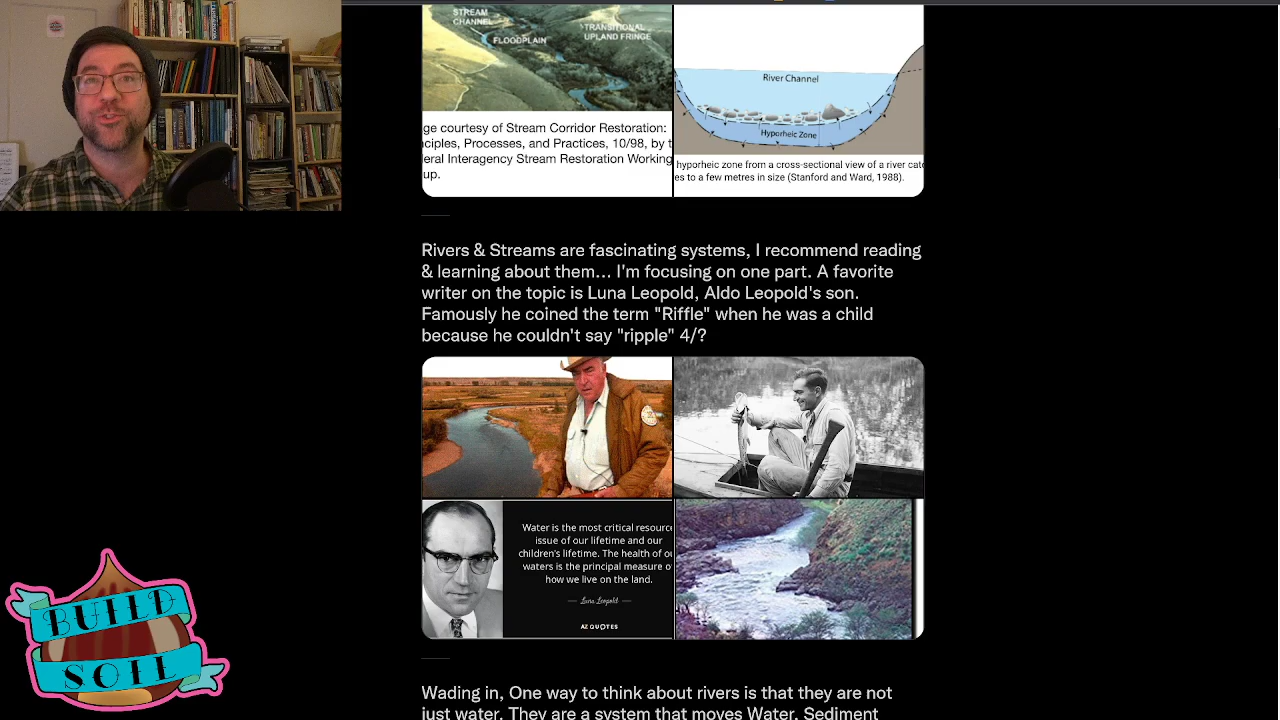 STREAM
CHANNEL
FLOODPLAIN
TRANSITIONAL
UPLAND FRINGE
ge courtesy of Stream Corridor Restoration:
ciples, Processes, and Practices, 10/98, by t
eral Interagency Stream Restoration Working
up.
River Channel
Hyporheic Zone
hyporheic zone from a cross-sectional view of a river cat
es to a few metres in size (Stanford and Ward, 1988).
Rivers & Streams are fascinating systems, I recommend reading
& learning about them... I'm focusing on one part. A favorite
writer on the topic is Luna Leopold, Aldo Leopold's son.
Famously he coined the term "Riffle" when he was a child
because he couldn't say "ripple" 4/?
Water is the most critical resourc
issue of our lifetime and our
children's lifetime. The health of ou
waters is the principal measure o
how we live on the land.
— Luna Leopold —
AZ QUOTES
BUILD
SOIL
Wading in, One way to think about rivers is that they are not
just water. They are a system that moves Water, Sediment